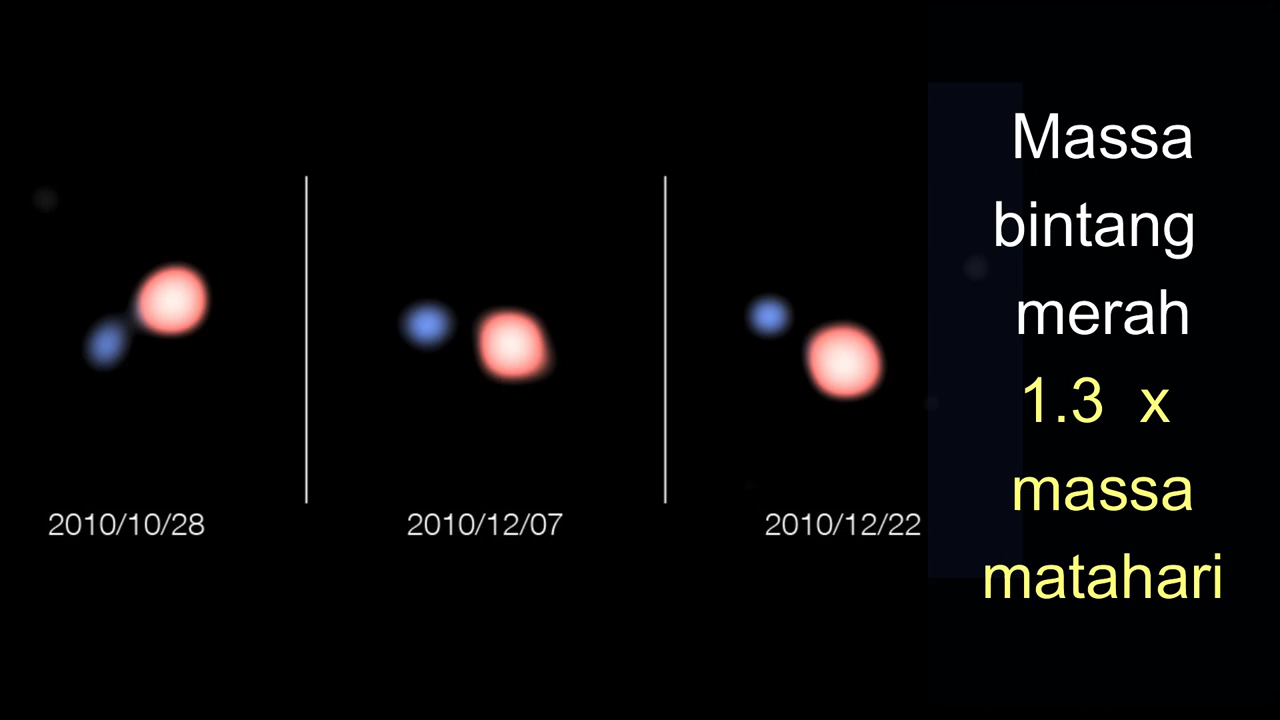 2010/10/28
2010/12/07
2010/12/22
Massa
bintang
merah
1.3 x
massa
matahari